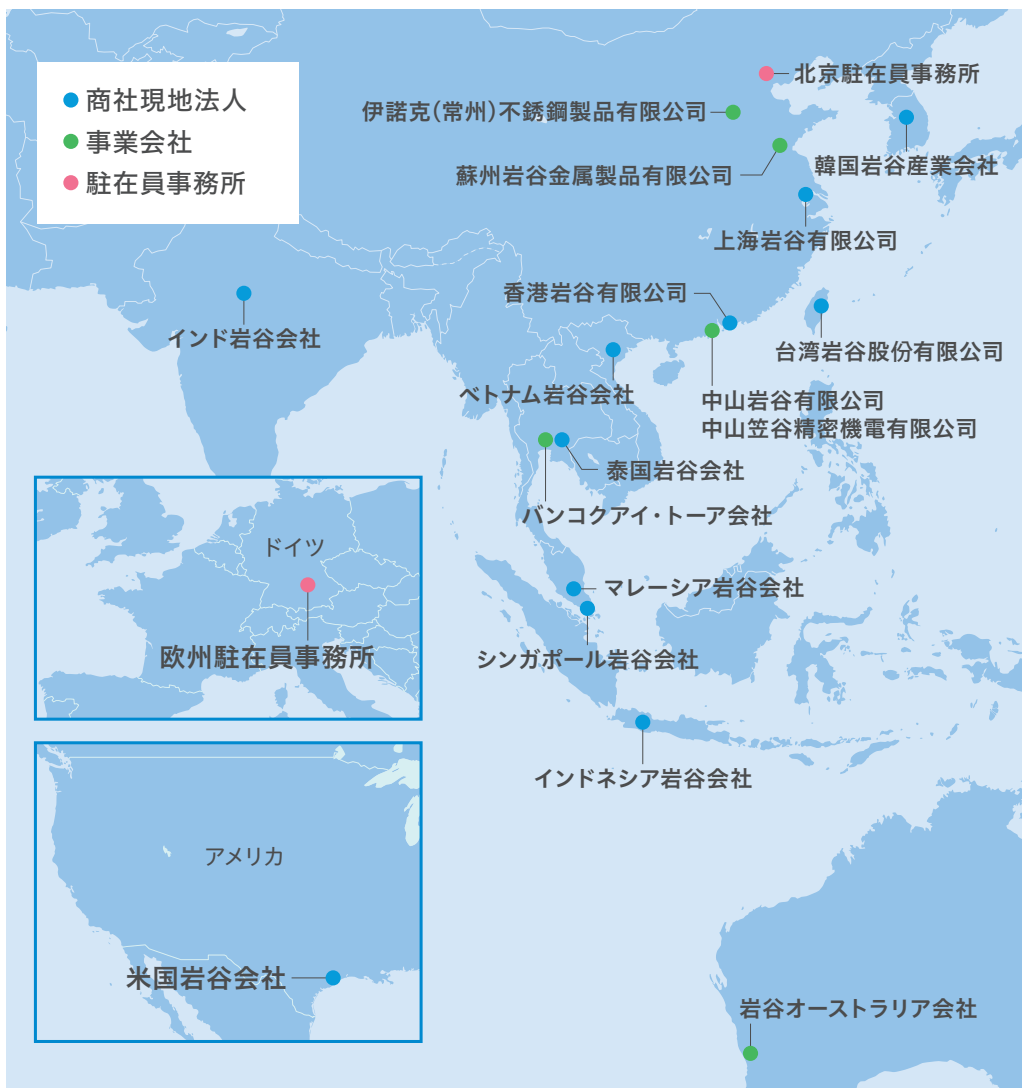 商社現地法人
事業会社
駐在員事務所
北京駐在員事務所
伊諾克(常州)不銹鋼製品有限公司
蘇州岩谷金属製品有限公司
韓国岩谷産業会社
上海岩谷有限公司
香港岩谷有限公司
インド岩谷会社
台湾岩谷股份有限公司
ベトナム岩谷会社
中山岩谷有限公司
中山笠谷精密機電有限公司
泰国岩谷会社
バンコクアイ・トーア会社
ドイツ
マレーシア岩谷会社
欧州駐在員事務所
シンガポール岩谷会社
インドネシア岩谷会社
アメリカ
米国岩谷会社
岩谷オーストラリア会社